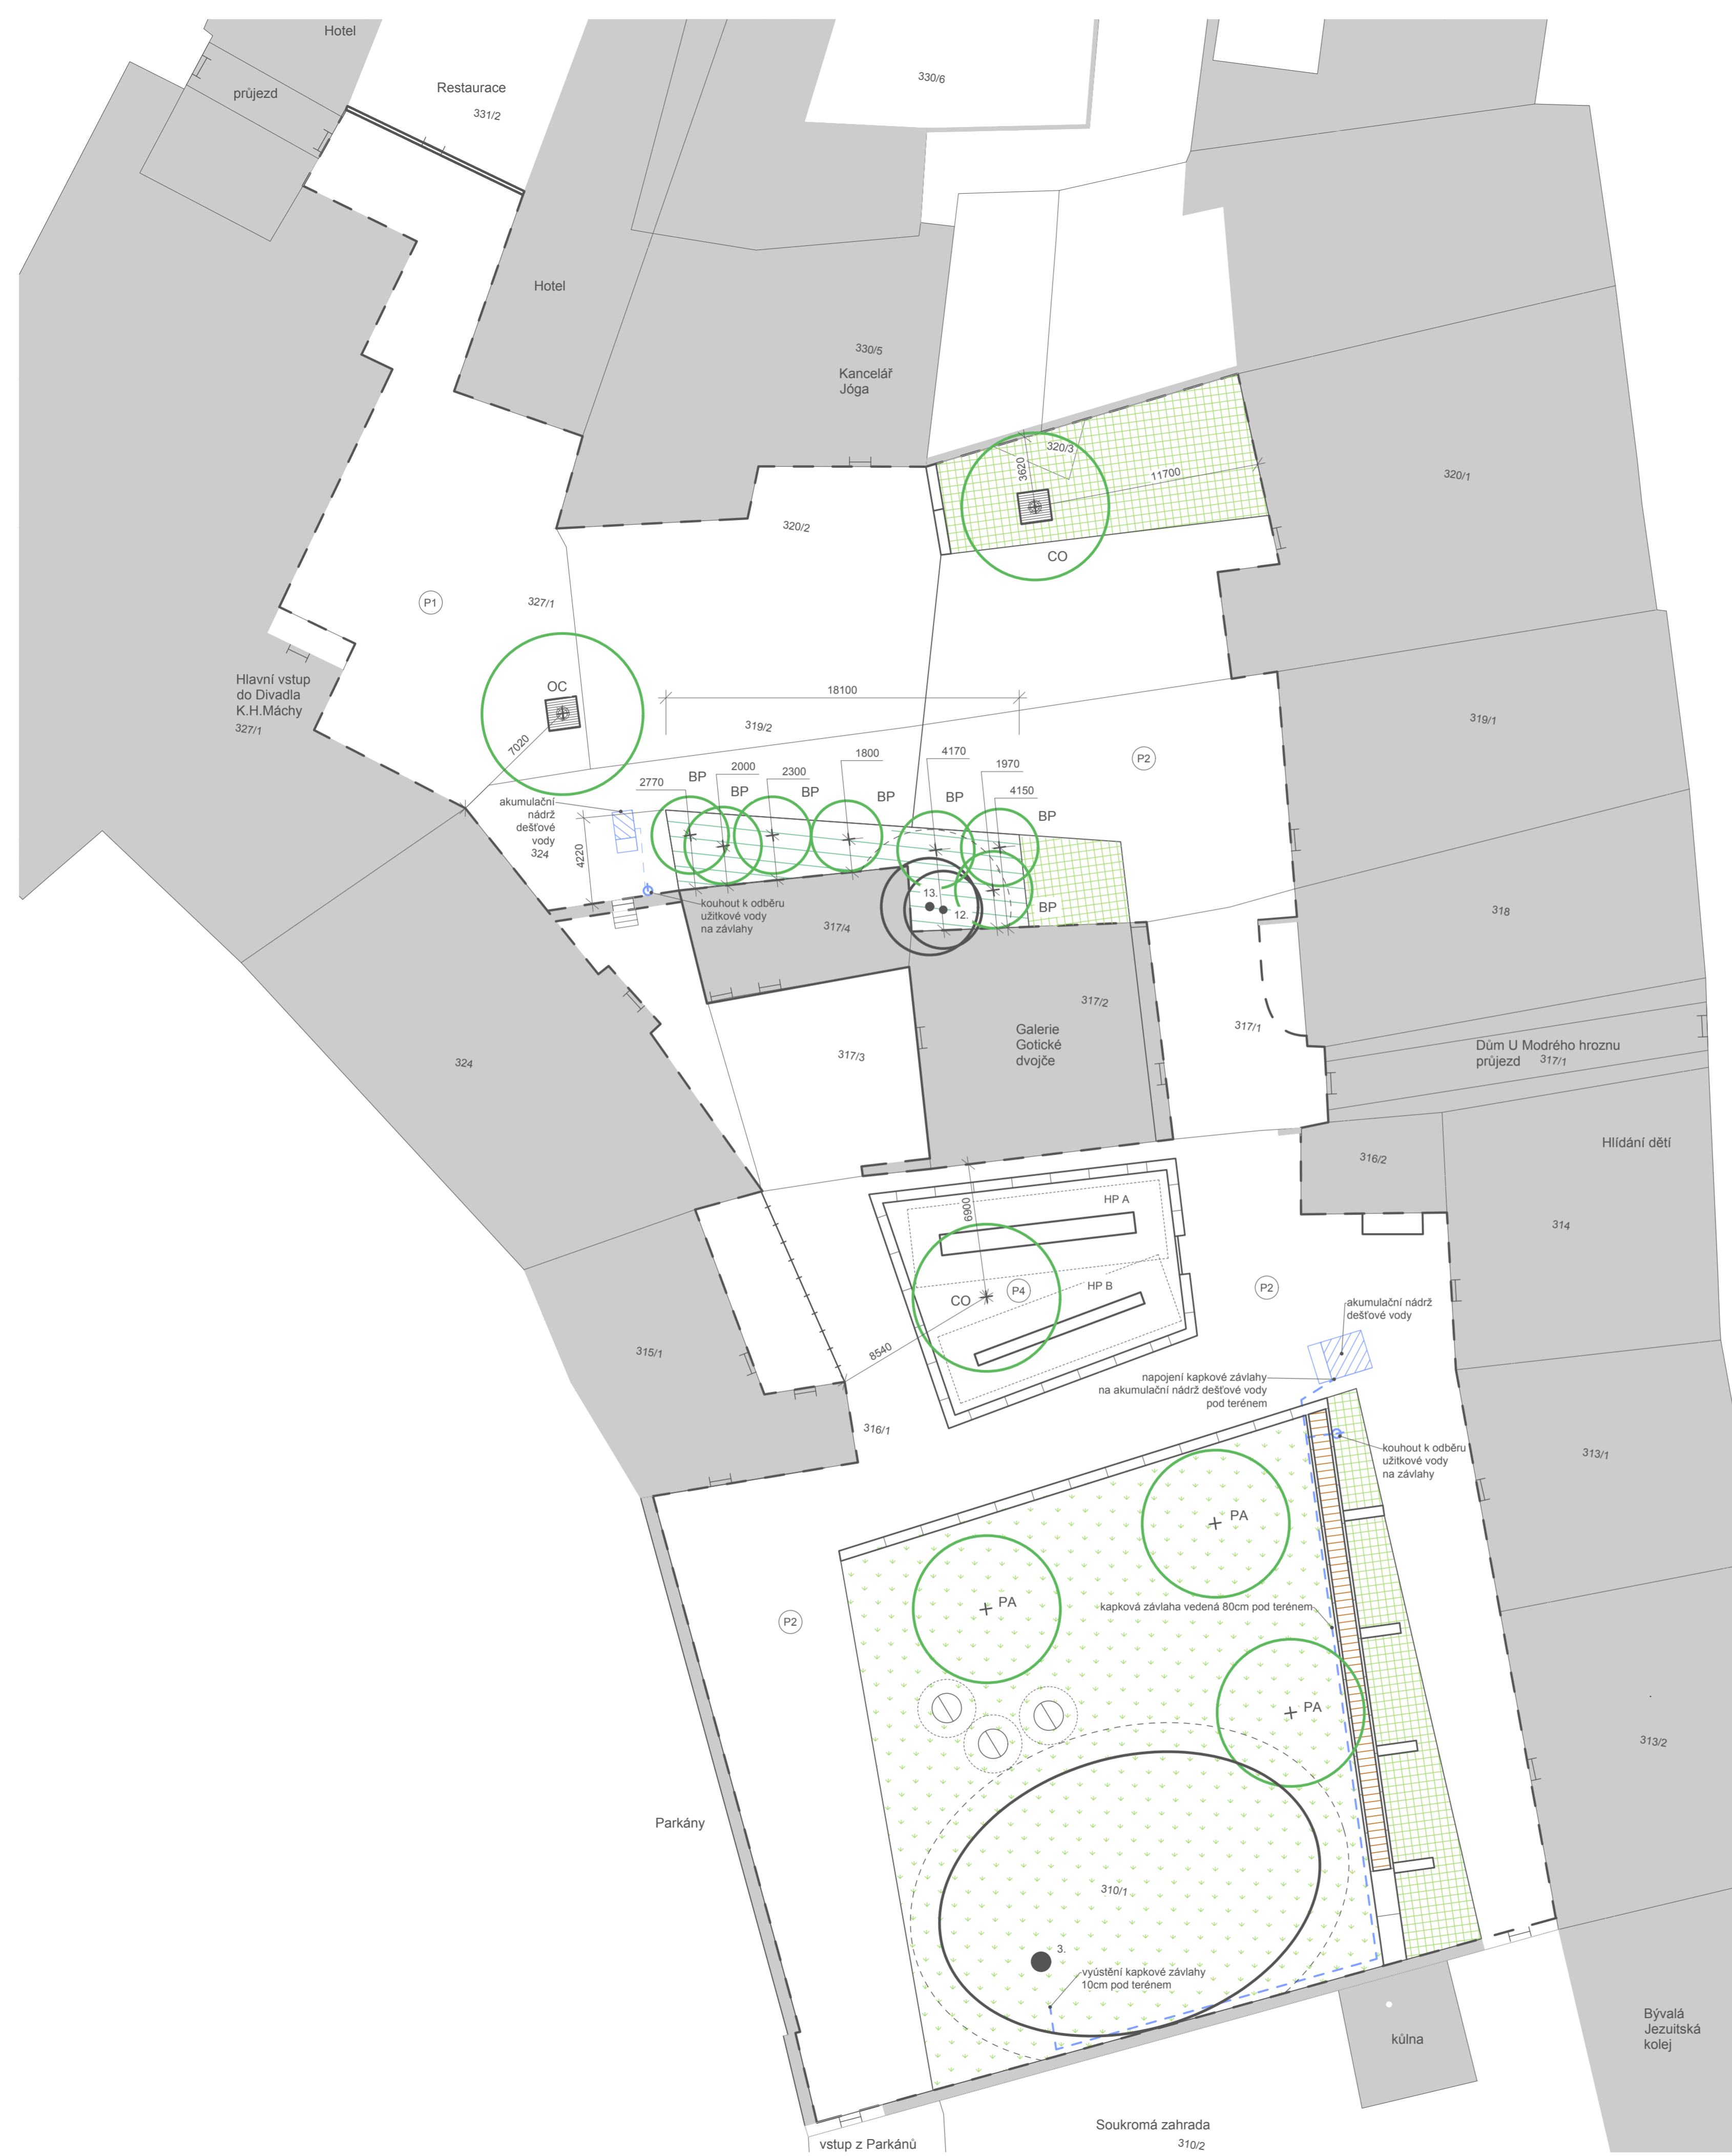 Hotel
průjezd
Restaurace
331/2
330/6
Hotel
330/5
Kancelář
Jóga
320/3
3620
11700
320/1
320/2
CO
327/1
P1
Hlavní vstup
do Divadla
K.H.Máchy
327/1
OC
7020
18100
319/2
319/1
P2
1800
4170
1970
2000
2300
2770
BP
BP
BP
BP
BP
4150
BP
akumulační
nádrž
dešťové
vody
324
4220
13.
12.
BP
kouhout k odběru
užitkové vody
na závlahy
317/4
318
317/2
317/1
Galerie
Gotické
dvojče
317/3
324
Dům U Modrého hroznu
průjezd
317/1
Hlídání dětí
316/2
314
HP A
6900
HP B
P4
CO
P2
akumulační nádrž
dešťové vody
8540
315/1
napojení kapkové závlahy
na akumulační nádrž dešťové vody
pod terénem
316/1
kouhout k odběru
užitkové vody
na závlahy
313/1
PA
PA
kapková závlaha vedená 80cm pod terénem
P2
PA
313/2
Parkány
310/1
3.
vyústění kapkové závlahy
10cm pod terénem
kůlna
Bývalá
Jezuitská
kolej
Soukromá zahrada
310/2
vstup z Parkánů